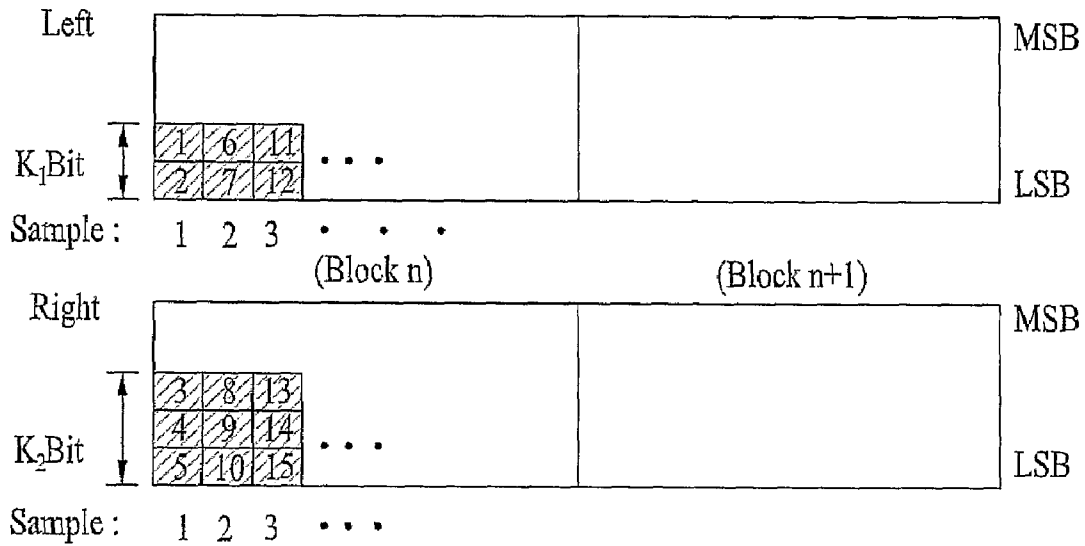 Left MSB
1 6 11
K₁Bit • • •
2 7 12 LSB
Sample : 1 2 3 • • •
(Block n) (Block n+1)
Right MSB
3 8 13
4 9 14
K₂Bit • • •
5 10 15 LSB
Sample : 1 2 3 • • •